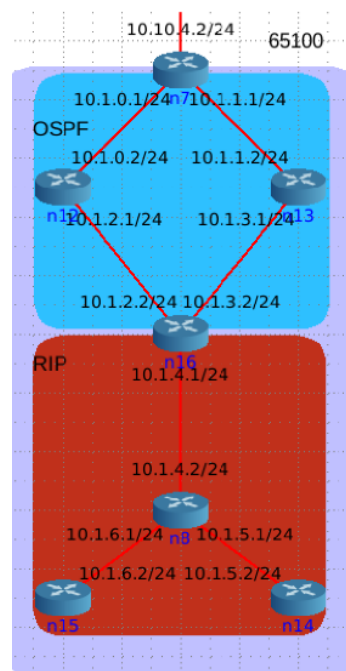 10.10.4.2/24
65100
n7
10.1.0.1/24 10.1.1.1/24
OSPF
10.1.0.2/24 10.1.1.2/24
n12 n13
10.1.2.1/24 10.1.3.1/24
10.1.2.2/24 10.1.3.2/24
n16
RIP
10.1.4.1/24
10.1.4.2/24
n8
10.1.6.1/24 10.1.5.1/24
10.1.6.2/24 10.1.5.2/24
n15 n14